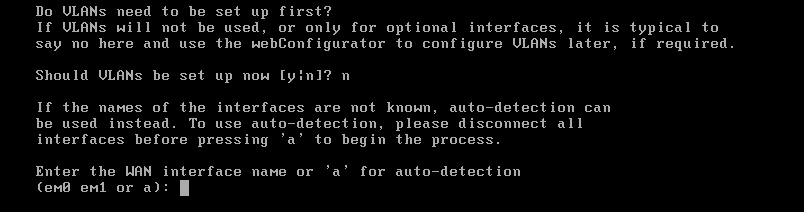 Do VLANs need to be set up first?
If VLANs will not be used, or only for optional interfaces, it is typical to
say no here and use the webConfigurator to configure VLANs later, if required.
Should VLANs be set up now [y¦n]? n
If the names of the interfaces are not known, auto-detection can
be used instead. To use auto-detection, please disconnect all
interfaces before pressing 'a' to begin the process.
Enter the WAN interface name or 'a' for auto-detection
(em0 em1 or a):